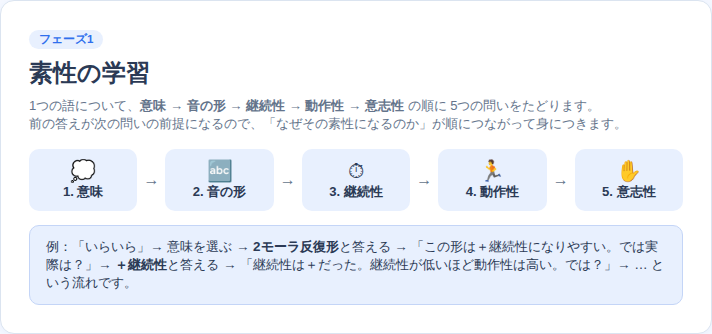 フェーズ1
素性の学習
1つの語について、意味 → 音の形 → 継続性 → 動作性 → 意志性 の順に 5つの問いをたどります。
前の答えが次の問いの前提になるので、「なぜその素性になるのか」が順につながって身につきます。
abc
1. 意味 → 2. 音の形 → 3. 継続性 → 4. 動作性 → 5. 意志性
例：「いらいら」→ 意味を選ぶ → 2モーラ反復形と答える → 「この形は＋継続性になりやすい。では実
際は？」→ ＋継続性と答える → 「継続性は＋だった。継続性が低いほど動作性は高い。では？」→ … と
いう流れです。